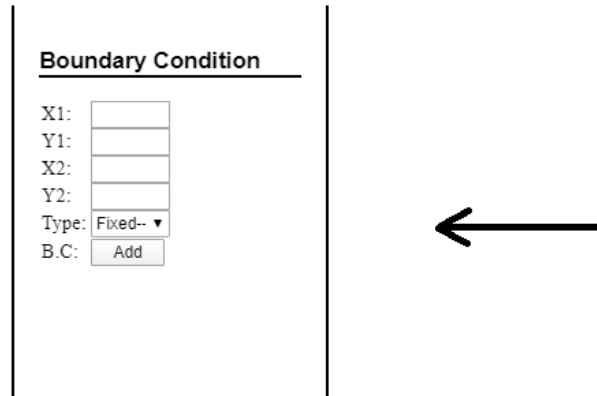 Boundary Condition
X1:
Y1:
X2:
Y2:
Type: Fixed-- ▼
B.C: Add